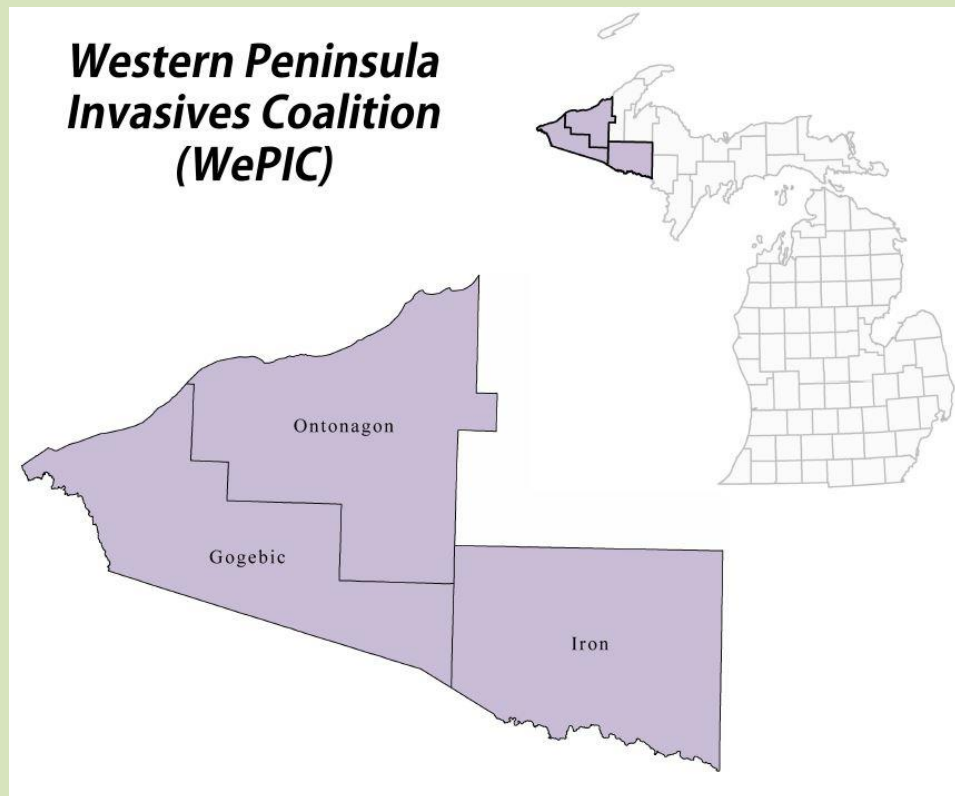 Western Peninsula
Invasives Coalition
(WePIC)
Ontonagon
Gogebic
Iron